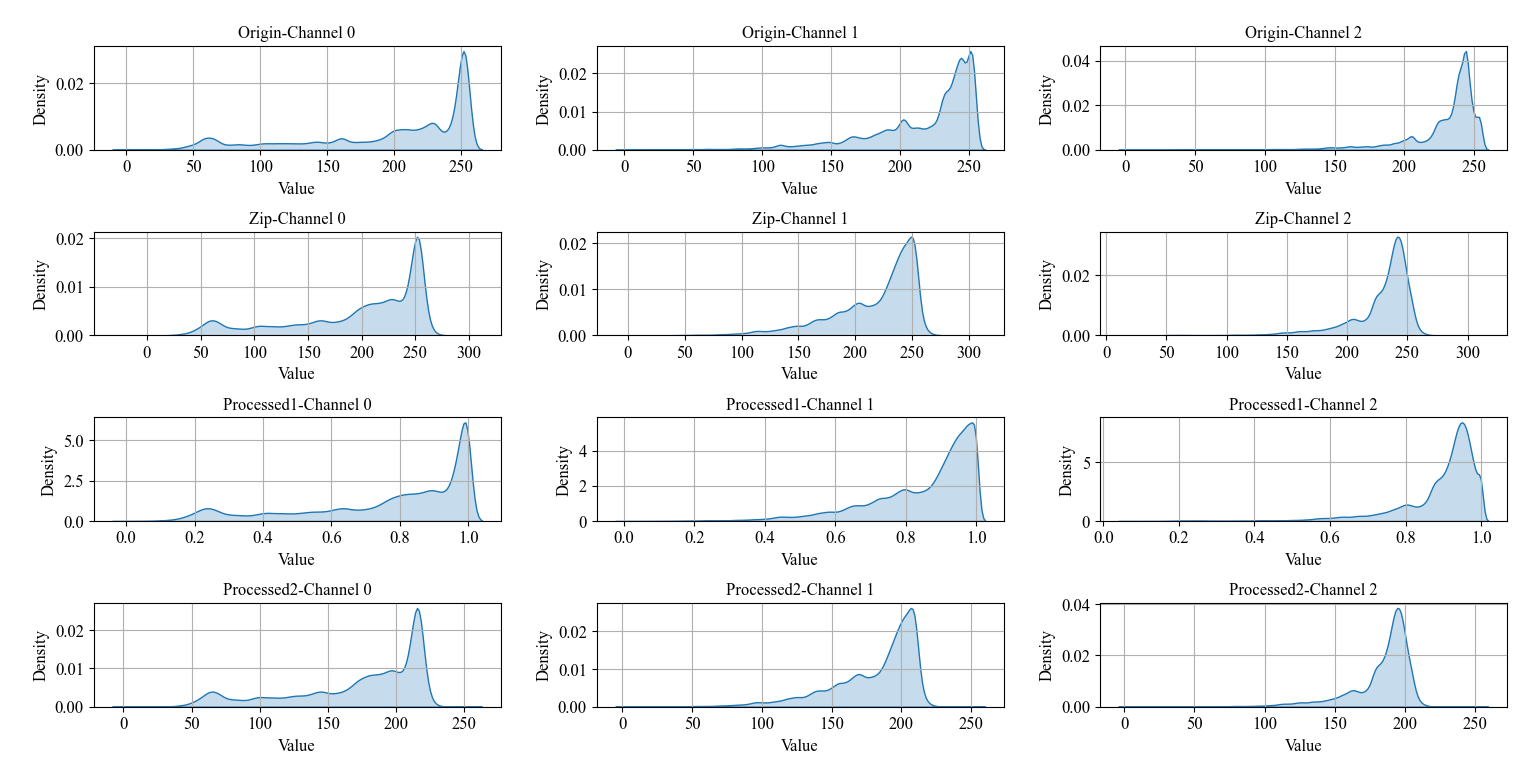 Origin-Channel 0
Origin-Channel 1
Origin-Channel 2
Density
0.02
0.00
0 50 100 150 200 250
Value
Density
0.02
0.01
0.00
0 50 100 150 200 250
Value
Density
0.04
0.02
0.00
0 50 100 150 200 250
Value
Zip-Channel 0
Zip-Channel 1
Zip-Channel 2
Density
0.02
0.01
0.00
0 50 100 150 200 250 300
Value
Density
0.02
0.01
0.00
0 50 100 150 200 250 300
Value
Density
0.02
0.00
0 50 100 150 200 250 300
Value
Processed1-Channel 0
Processed1-Channel 1
Processed1-Channel 2
Density
5.0
2.5
0.0
0.0 0.2 0.4 0.6 0.8 1.0
Value
Density
4
2
0
0.0 0.2 0.4 0.6 0.8 1.0
Value
Density
5
0
0.0 0.2 0.4 0.6 0.8 1.0
Value
Processed2-Channel 0
Processed2-Channel 1
Processed2-Channel 2
Density
0.02
0.01
0.00
0 50 100 150 200 250
Value
Density
0.02
0.01
0.00
0 50 100 150 200 250
Value
Density
0.04
0.02
0.00
0 50 100 150 200 250
Value